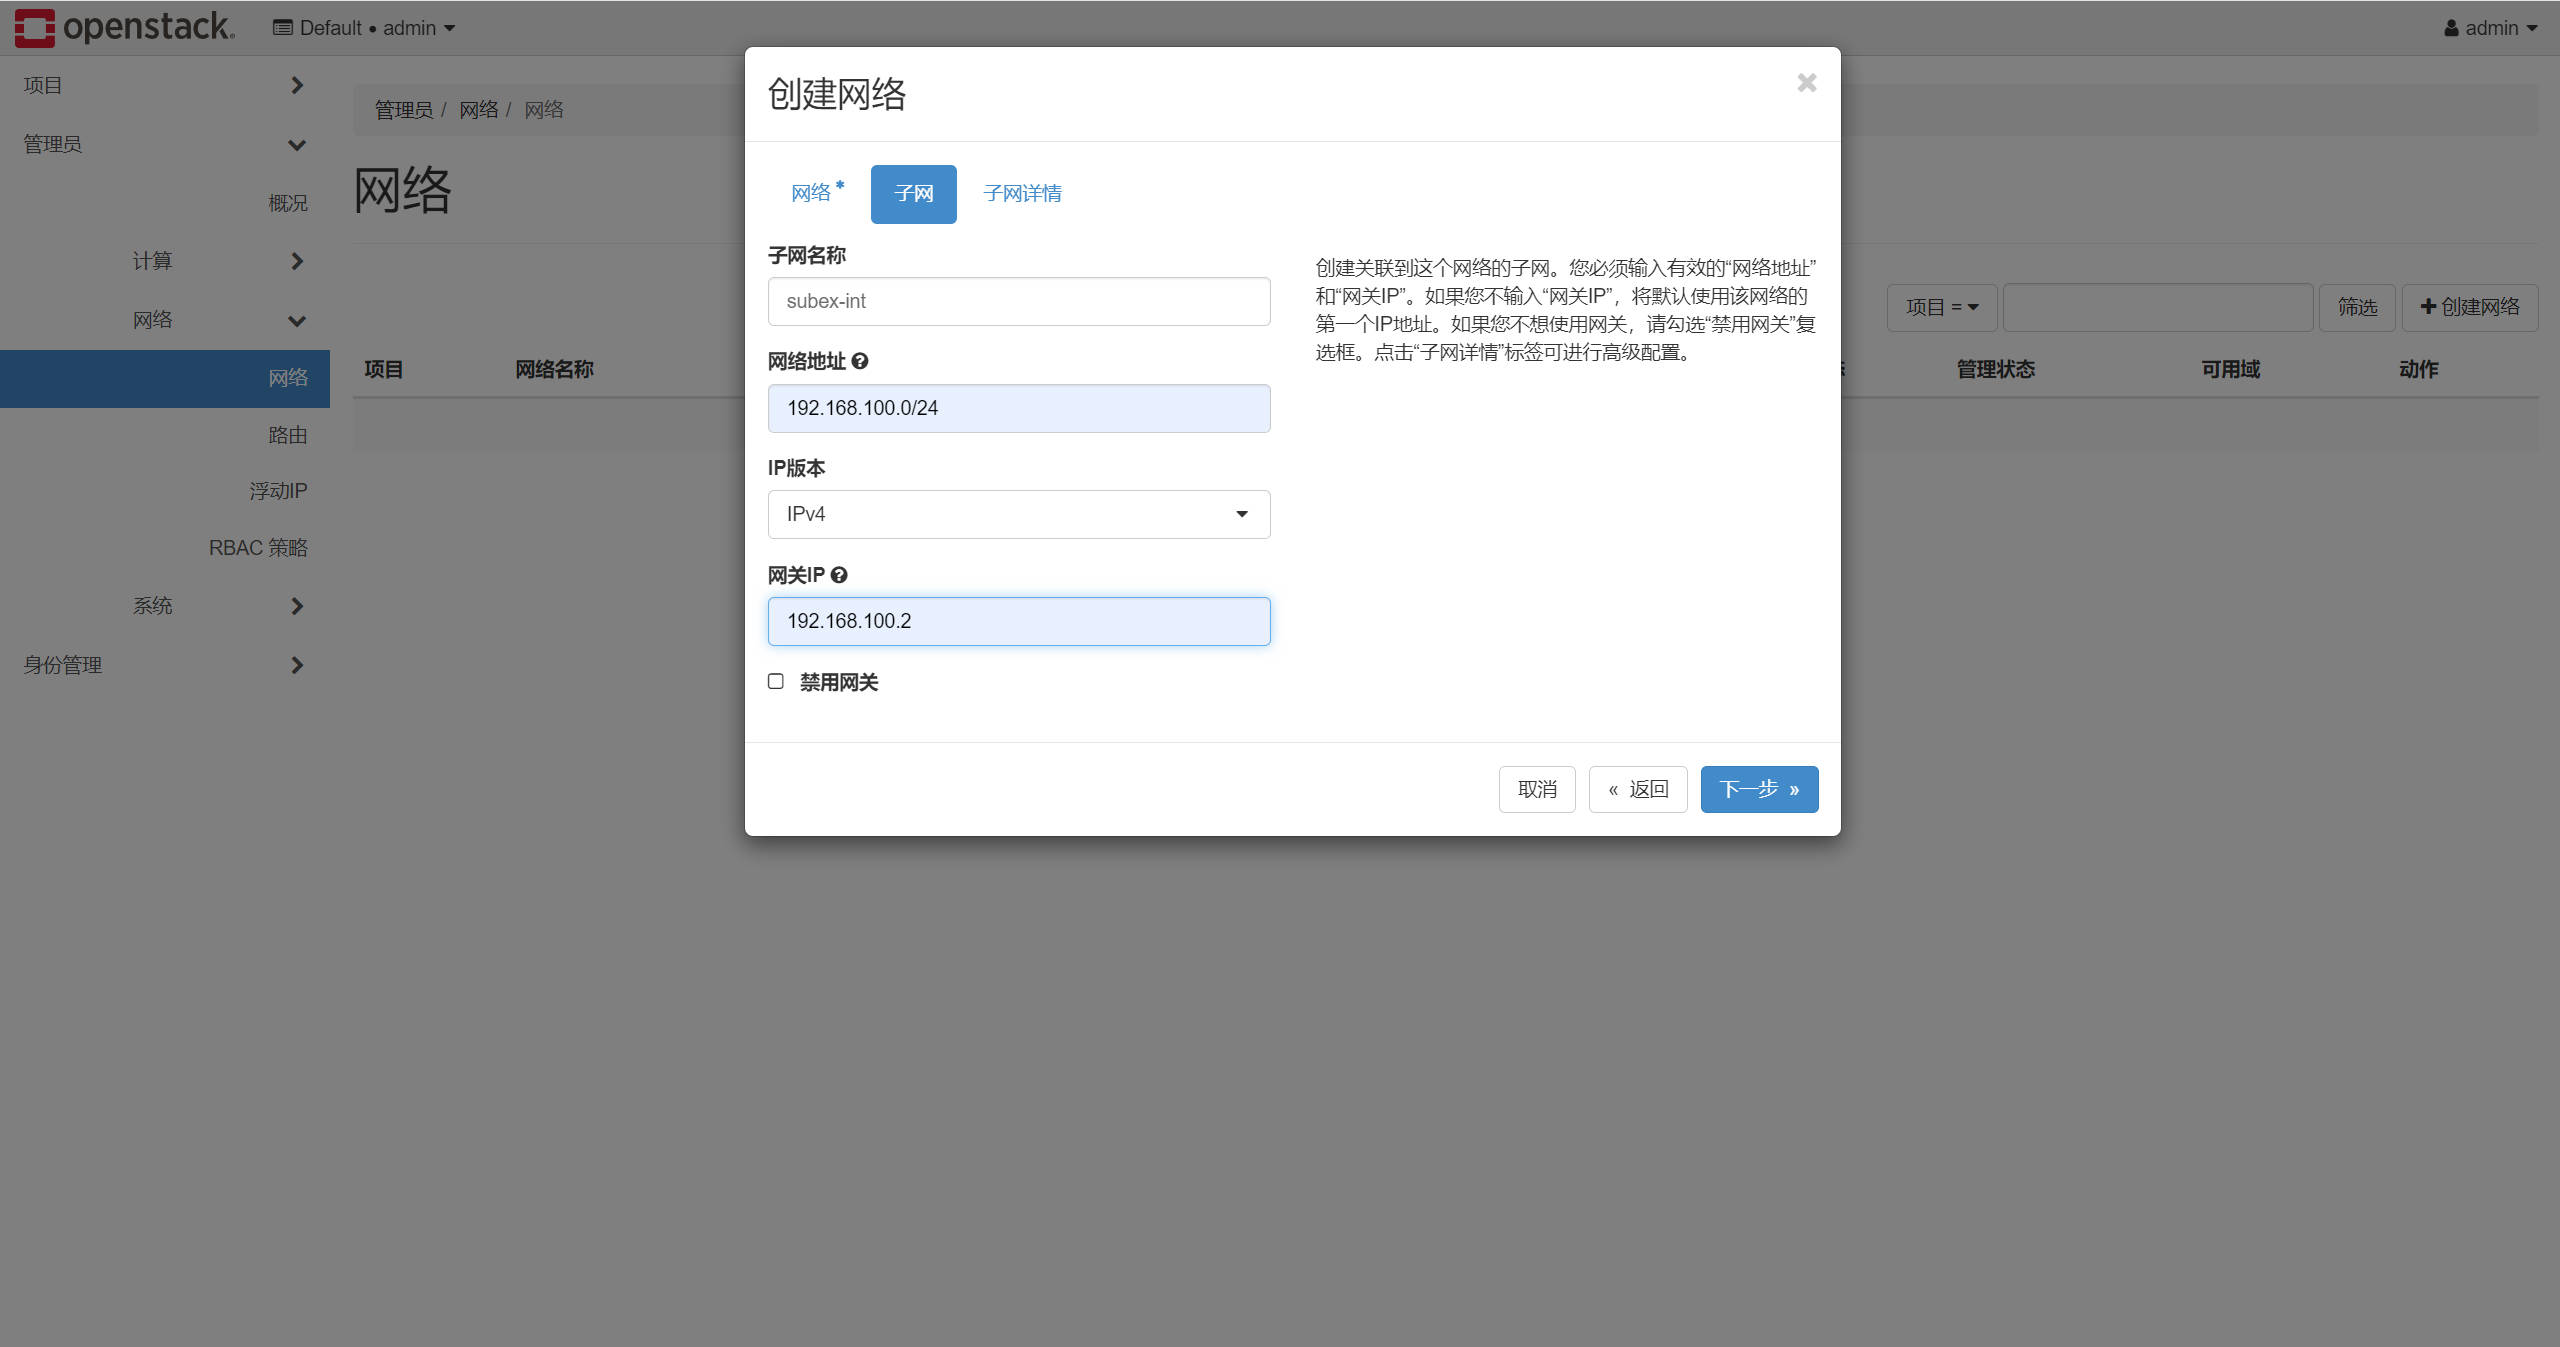 openstack.
Default • admin
admin
项目
管理员
概况
计算
网络
网络
路由
浮动IP
RBAC 策略
系统
身份管理
管理员 / 网络 / 网络
网络
项目 =
筛选
创建网络
项目
网络名称
管理状态
可用域
动作
创建网络
网络 *
子网
子网详情
子网名称
subex-int
网络地址
192.168.100.0/24
IP版本
IPv4
网关IP
192.168.100.2
禁用网关
创建关联到这个网络的子网。您必须输入有效的“网络地址”
和“网关IP”。如果您不输入“网关IP”，将默认使用该网络的
第一个IP地址。如果您不想使用网关，请勾选“禁用网关”复
选框。点击“子网详情”标签可进行高级配置。
取消
« 返回
下一步 »